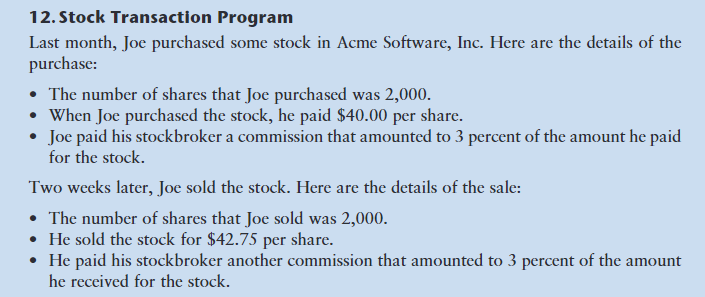 12. Stock Transaction Program
Last month, Joe purchased some stock in Acme Software, Inc. Here are the details of the
purchase:
• The number of shares that Joe purchased was 2,000.
• When Joe purchased the stock, he paid $40.00 per share.
• Joe paid his stockbroker a commission that amounted to 3 percent of the amount he paid
for the stock.
Two weeks later, Joe sold the stock. Here are the details of the sale:
• The number of shares that Joe sold was 2,000.
• He sold the stock for $42.75 per share.
• He paid his stockbroker another commission that amounted to 3 percent of the amount
he received for the stock.